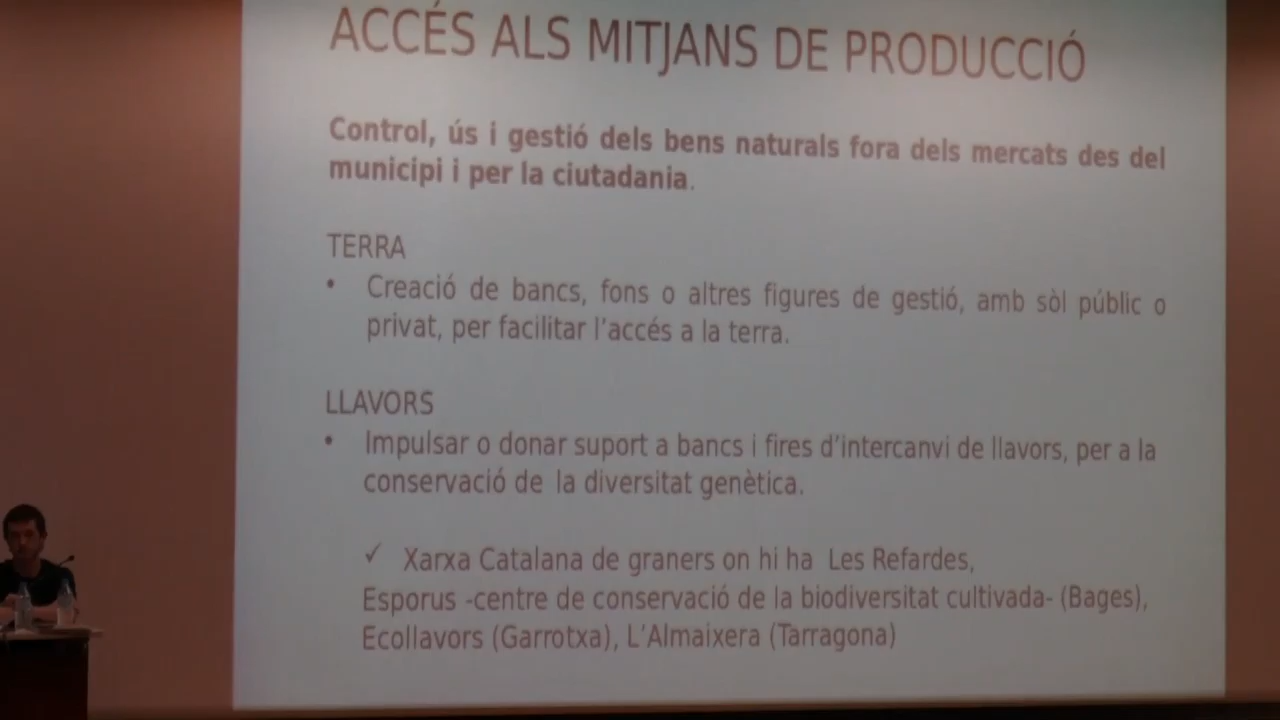 ACCÉS ALS MITJANS DE PRODUCCIÓ
Control, ús i gestió dels bens naturals fora dels mercats des del
municipi i per la ciutadania.
TERRA
• Creació de bancs, fons o altres figures de gestió, amb sòl públic o
privat, per facilitar l'accés a la terra.
LLAVORS
• Impulsar o donar suport a bancs i fires d'intercanvi de llavors, per a la
conservació de la diversitat genètica.
✓ Xarxa Catalana de graners on hi ha Les Refardes,
Esporus -centre de conservació de la biodiversitat cultivada- (Bages),
Ecollavors (Garrotxa), L'Almaixera (Tarragona)